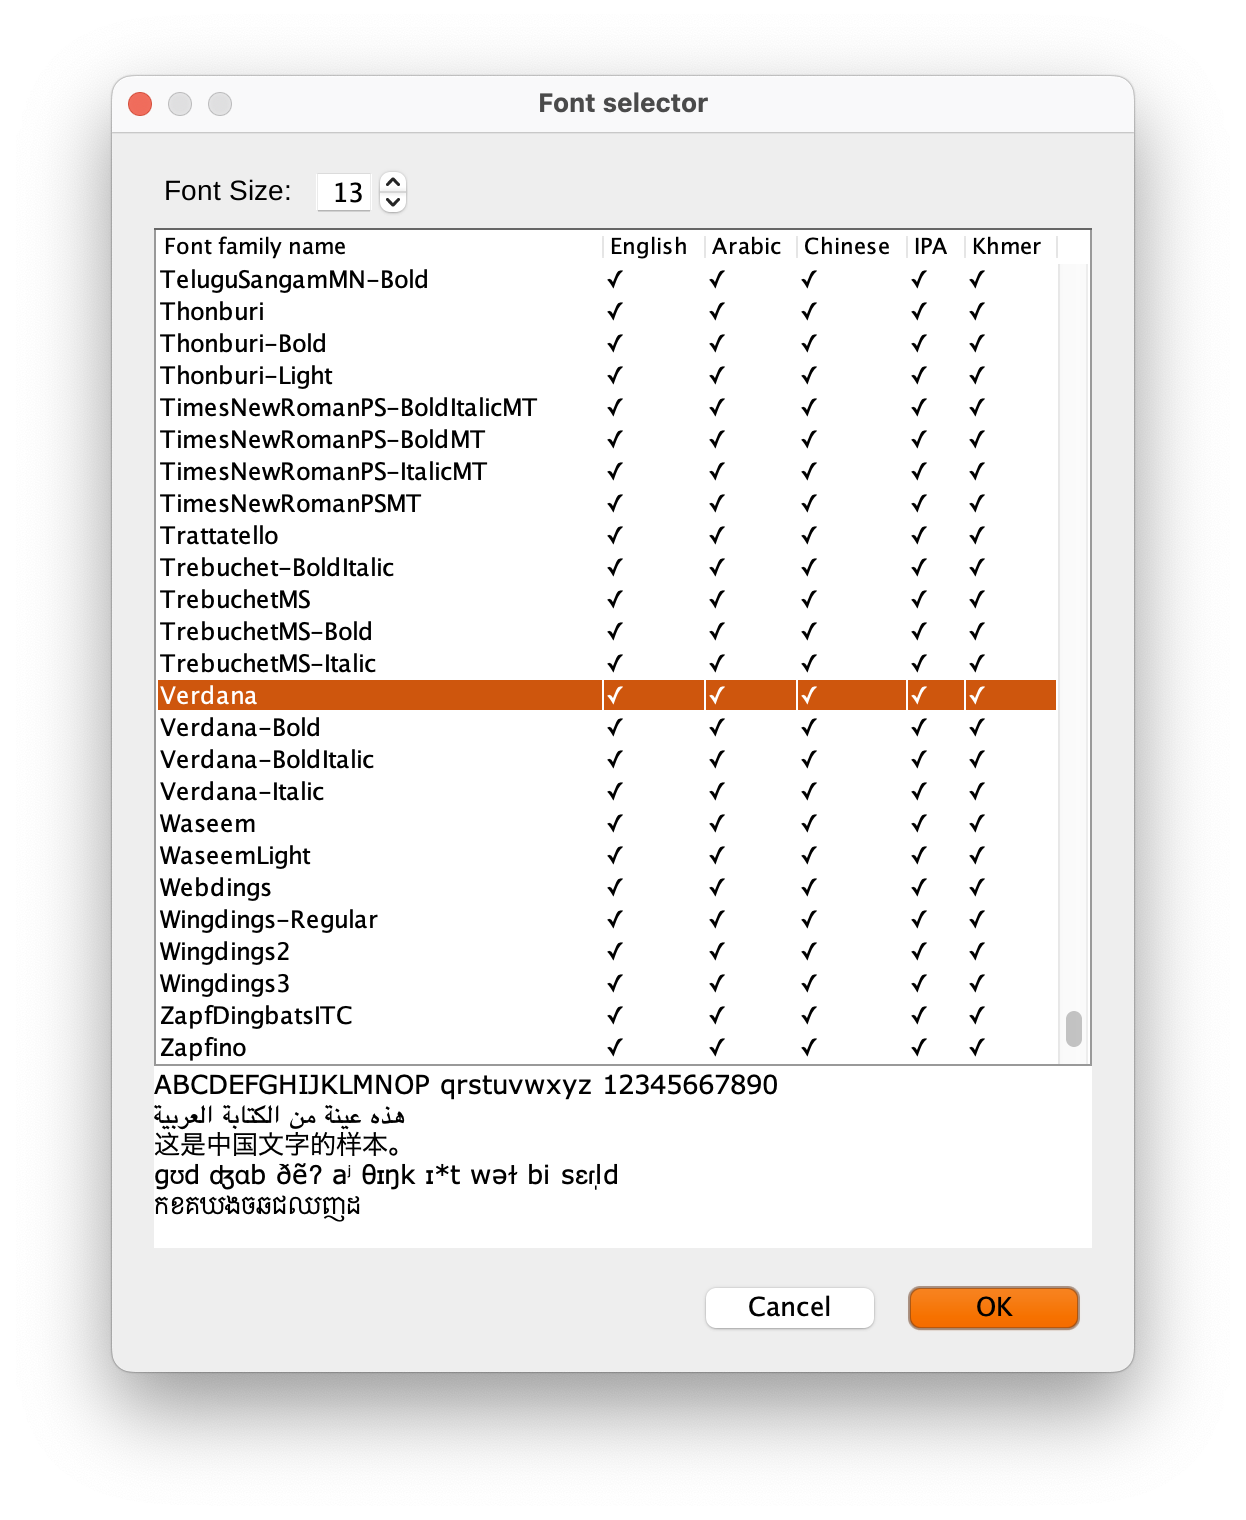 Font selector
Font Size: 13
Font family name English Arabic Chinese IPA Khmer
TeluguSangamMN-Bold ✓ ✓ ✓ ✓ ✓
Thonburi ✓ ✓ ✓ ✓ ✓
Thonburi-Bold ✓ ✓ ✓ ✓ ✓
Thonburi-Light ✓ ✓ ✓ ✓ ✓
TimesNewRomanPS-BoldItalicMT ✓ ✓ ✓ ✓ ✓
TimesNewRomanPS-BoldMT ✓ ✓ ✓ ✓ ✓
TimesNewRomanPS-ItalicMT ✓ ✓ ✓ ✓ ✓
TimesNewRomanPSMT ✓ ✓ ✓ ✓ ✓
Trattatello ✓ ✓ ✓ ✓ ✓
Trebuchet-BoldItalic ✓ ✓ ✓ ✓ ✓
TrebuchetMS ✓ ✓ ✓ ✓ ✓
TrebuchetMS-Bold ✓ ✓ ✓ ✓ ✓
TrebuchetMS-Italic ✓ ✓ ✓ ✓ ✓
Verdana ✓ ✓ ✓ ✓ ✓
Verdana-Bold ✓ ✓ ✓ ✓ ✓
Verdana-BoldItalic ✓ ✓ ✓ ✓ ✓
Verdana-Italic ✓ ✓ ✓ ✓ ✓
Waseem ✓ ✓ ✓ ✓ ✓
WaseemLight ✓ ✓ ✓ ✓ ✓
Webdings ✓ ✓ ✓ ✓ ✓
Wingdings-Regular ✓ ✓ ✓ ✓ ✓
Wingdings2 ✓ ✓ ✓ ✓ ✓
Wingdings3 ✓ ✓ ✓ ✓ ✓
ZapfDingbatsITC ✓ ✓ ✓ ✓ ✓
Zapfino ✓ ✓ ✓ ✓ ✓
ABCDEFGHIJKLMNOP qrstuvwxyz 12345667890
هذه عينة من الكتابة العربية
这是中国文字的样本。
ɡʊd ʤɑb ðẽʔ aʲ θɪŋk ɪ*t wəɫ bi sɛɾl̩d
កខគឃងចឆជឈញដ
Cancel OK